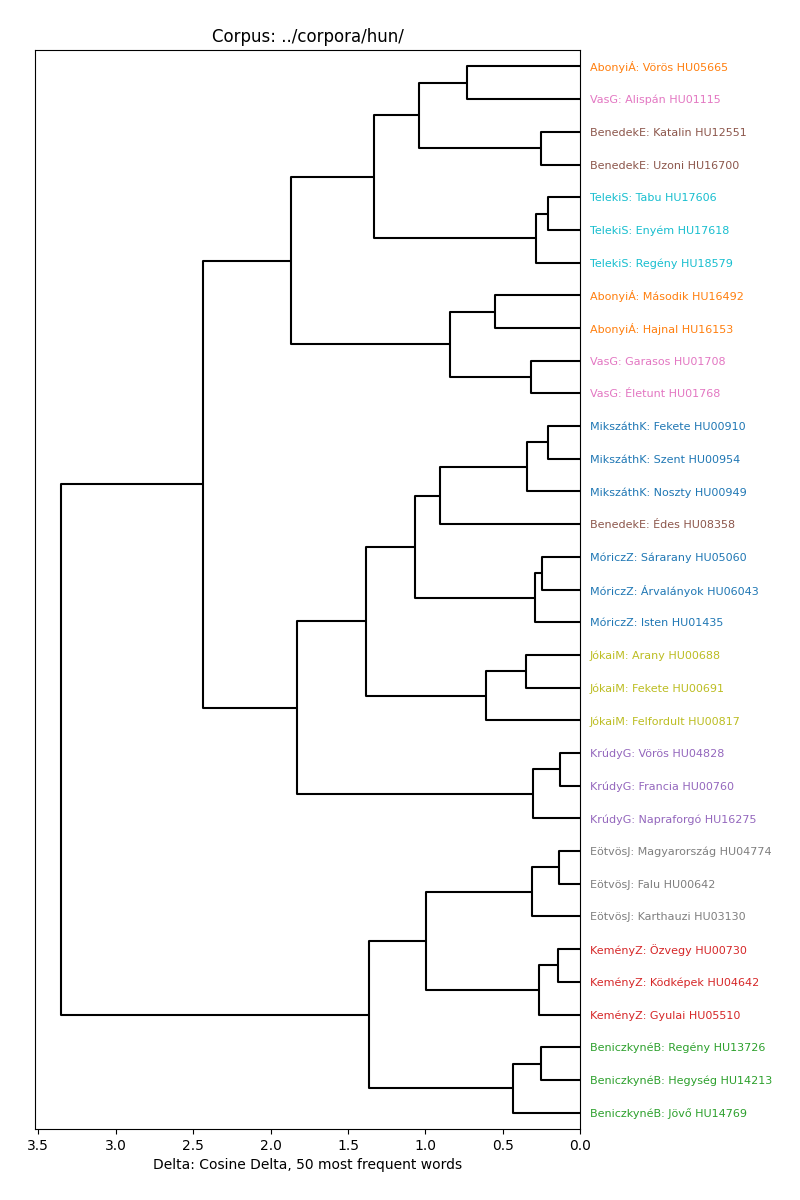 Corpus: ../corpora/hun/
AbonyiÁ: Vörös HU05665
VasG: Alispán HU01115
BenedekE: Katalin HU12551
BenedekE: Uzoni HU16700
TelekiS: Tabu HU17606
TelekiS: Enyém HU17618
TelekiS: Regény HU18579
AbonyiÁ: Második HU16492
AbonyiÁ: Hajnal HU16153
VasG: Garasos HU01708
VasG: Életunt HU01768
MikszáthK: Fekete HU00910
MikszáthK: Szent HU00954
MikszáthK: Noszty HU00949
BenedekE: Édes HU08358
MóriczZ: Sárarany HU05060
MóriczZ: Árvalányok HU06043
MóriczZ: Isten HU01435
JókaiM: Arany HU00688
JókaiM: Fekete HU00691
JókaiM: Felfordult HU00817
KrúdyG: Vörös HU04828
KrúdyG: Francia HU00760
KrúdyG: Napraforgó HU16275
EötvösJ: Magyarország HU04774
EötvösJ: Falu HU00642
EötvösJ: Karthauzi HU03130
KeményZ: Özvegy HU00730
KeményZ: Ködképek HU04642
KeményZ: Gyulai HU05510
BeniczkynéB: Regény HU13726
BeniczkynéB: Hegység HU14213
BeniczkynéB: Jövő HU14769
3.5 3.0 2.5 2.0 1.5 1.0 0.5 0.0
Delta: Cosine Delta, 50 most frequent words